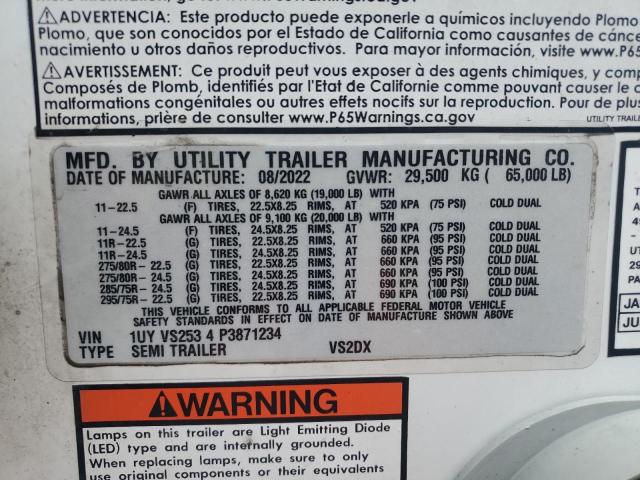 ⚠ADVERTENCIA: Este producto puede exponerle a químicos incluyendo Plomo
Plomo, que son conocidos por el Estado de California como causantes de cánce
nacimiento u otros daños reproductivos. Para mayor información, visite www.P65
⚠AVERTISSEMENT: Ce produit peut vous exposer à des agents chimiques, y comp
Composés de Plomb, identifiés par l'Etat de Californie comme pouvant causer le c
malformations congénitales ou autres effets nocifs sur la reproduction. Pour de plus
informations, prière de consulter www.P65Warnings.ca.gov
UTILITY TRAILE
MFD. BY UTILITY TRAILER MANUFACTURING CO.
DATE OF MANUFACTURE: 08/2022 GVWR: 29,500 KG ( 65,000 LB)
GAWR ALL AXLES OF 8,620 KG (19,000 LB) WITH
11-22.5 (F) TIRES, 22.5X8.25 RIMS, AT 520 KPA (75 PSI) COLD DUAL
GAWR ALL AXLES OF 9,100 KG (20,000 LB) WITH
11-24.5 (F) TIRES, 24.5X8.25 RIMS, AT 520 KPA (75 PSI) COLD DUAL
11R-22.5 (G) TIRES, 22.5X8.25 RIMS, AT 660 KPA (95 PSI) COLD DUAL
11R-24.5 (G) TIRES, 24.5X8.25 RIMS, AT 660 KPA (95 PSI) COLD DUAL
275/80R-22.5 (G) TIRES, 22.5X8.25 RIMS, AT 660 KPA (95 PSI) COLD DUAL
275/80R-24.5 (G) TIRES, 24.5X8.25 RIMS, AT 660 KPA (95 PSI) COLD DUAL
285/75R-24.5 (G) TIRES, 24.5X8.25 RIMS, AT 690 KPA (100 PSI) COLD DUAL
295/75R-22.5 (G) TIRES, 22.5X8.25 RIMS, AT 690 KPA (100 PSI) COLD DUAL
THIS VEHICLE CONFORMS TO ALL APPLICABLE FEDERAL MOTOR VEHICLE
SAFETY STANDARDS IN EFFECT ON DATE OF MANUFACTURE SHOWN ABOVE
VIN 1UY VS253 4 P3871234
TYPE SEMI TRAILER VS2DX
⚠WARNING
Lamps on this trailer are Light Emitting Diode
(LED) type and are internally grounded.
When replacing lamps, make sure to only
use original parts or their equivalents
JA
JU